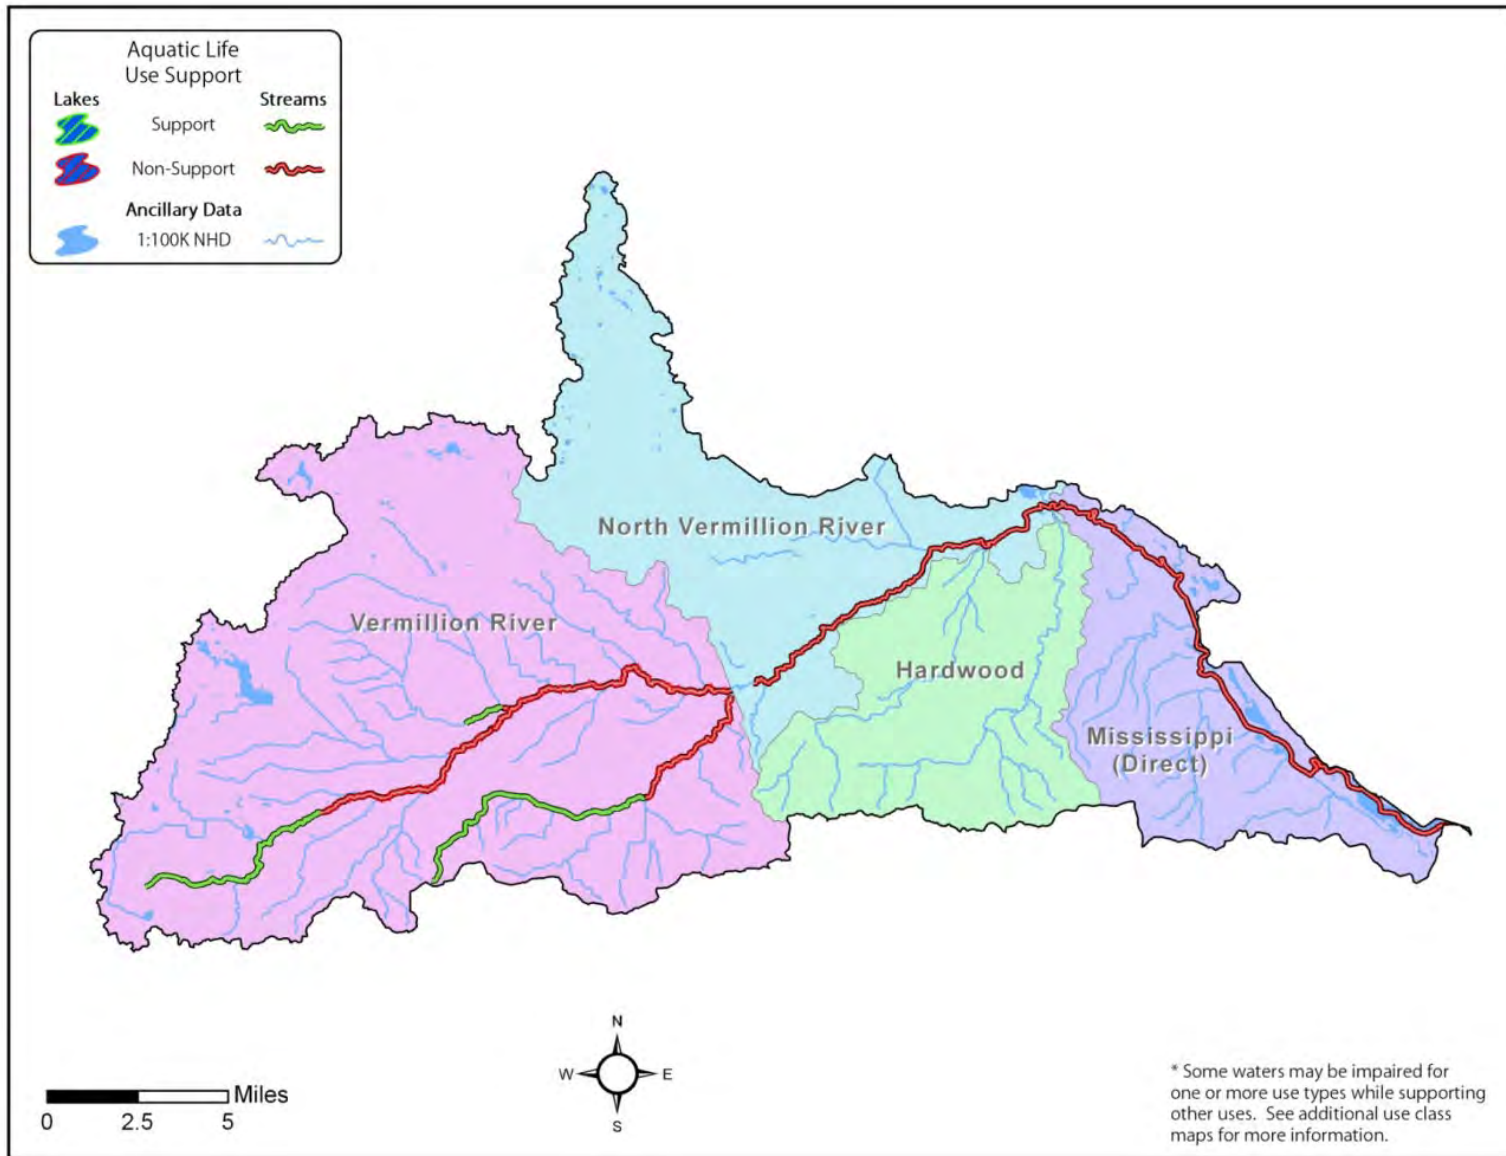 Aquatic Life
Use Support
Lakes
Streams
Support
Non-Support
Ancillary Data
1:100K NHD
North Vermillion River
Vermillion River
Hardwood
Mississippi
(Direct)
N
W
E
S
Miles
0
2.5
5
* Some waters may be impaired for
one or more use types while supporting
other uses. See additional use class
maps for more information.